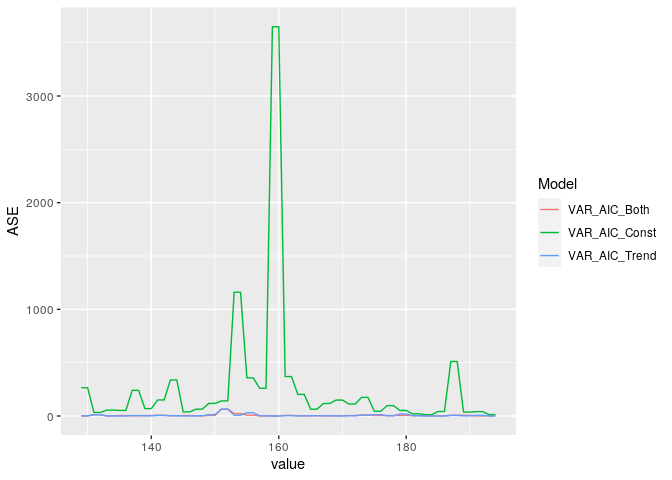 3000
2000
1000
0
ASE
140
160
180
value
Model
VAR_AIC_Both
VAR_AIC_Const
VAR_AIC_Trend